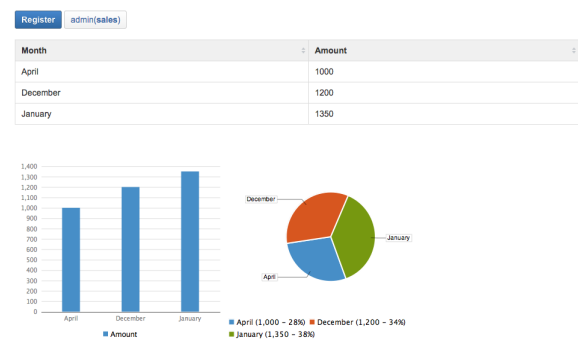 Register admin(sales)
Month Amount
April 1000
December 1200
January 1350
1,400
1,300
1,200
1,100
1,000
900
800
700
600
500
400
300
200
100
0
April December January
Amount
December
January
April
April (1,000 - 28%) December (1,200 - 34%)
January (1,350 - 38%)